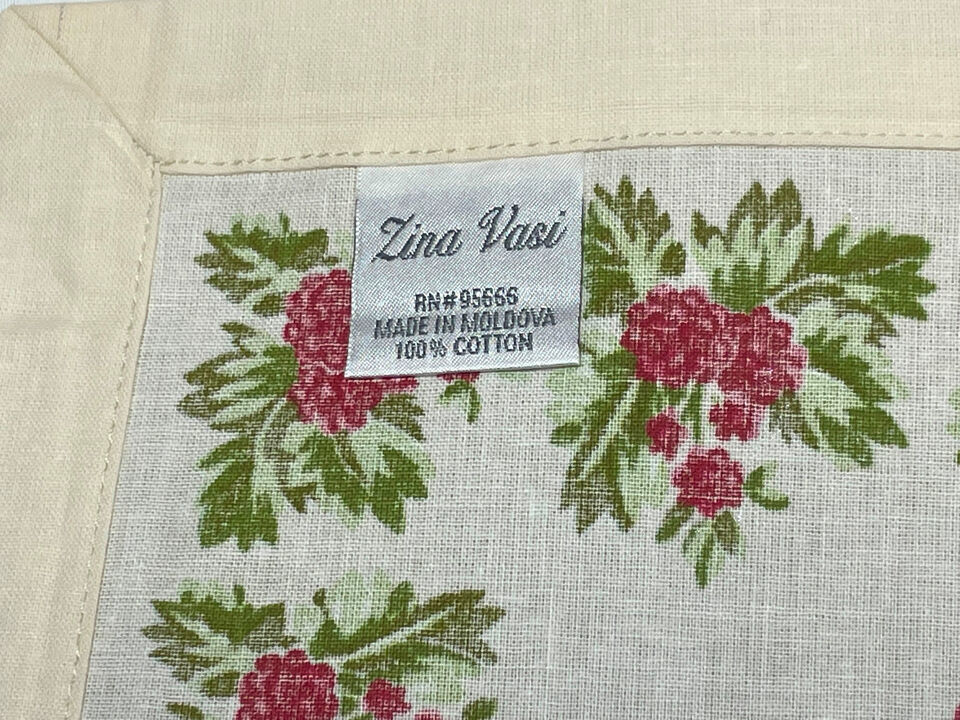 Zina Vasi
RN#95666
MADE IN MOLDOVA
100% COTTON